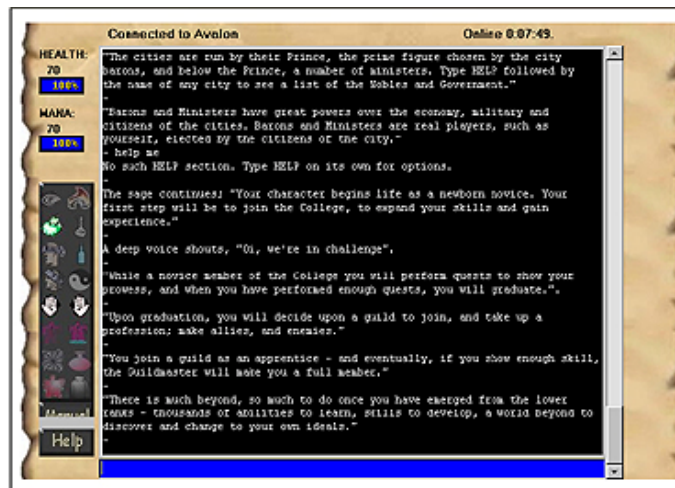 Connected to Avalon Online 0:07:49.
HEALTH:
70
100%
MANA:
70
100%
"The cities are run by their Prince, the prime figure chosen by the city
barons, and below the Prince, a number of ministers. Type HELP followed by
the name of any city to see a list of the Nobles and Government."
-
"Barons and Ministers have great powers over the economy, military and
citizens of the cities. Barons and Ministers are real players, such as
yourself, elected by the citizens of the city."
- help me
No such HELP section. Type HELP on its own for options.
-
The sage continues: "Your character begins life as a newborn novice. Your
first step will be to join the College, to expand your skills and gain
experience."
-
A deep voice shouts, "Oi, we're in challenge".
-
"While a novice member of the College you will perform quests to show your
prowess, and when you have performed enough quests, you will graduate.".
-
"Upon graduation, you will decide upon a guild to join, and take up a
profession; make allies, and enemies."
-
"You join a guild as an apprentice - and eventually, if you show enough skill,
the Guildmaster will make you a full member."
-
"There is much beyond, so much to do once you have emerged from the lower
ranks - thousands of abilities to learn, skills to develop, a world beyond to
discover and change to your own ideals."
-
Manual
Help